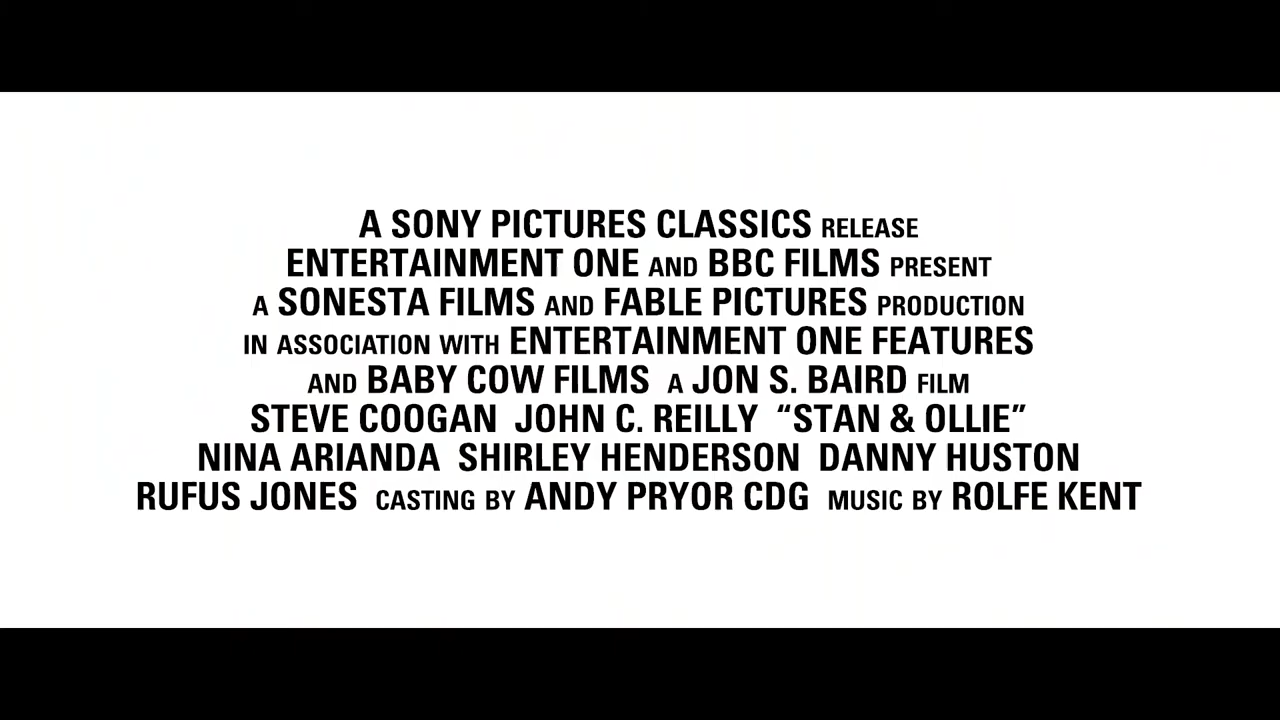 A SONY PICTURES CLASSICS RELEASE
ENTERTAINMENT ONE AND BBC FILMS PRESENT
A SONESTA FILMS AND FABLE PICTURES PRODUCTION
IN ASSOCIATION WITH ENTERTAINMENT ONE FEATURES
AND BABY COW FILMS A JON S. BAIRD FILM
STEVE COOGAN JOHN C. REILLY “STAN & OLLIE”
NINA ARIANDA SHIRLEY HENDERSON DANNY HUSTON
RUFUS JONES CASTING BY ANDY PRYOR CDG MUSIC BY ROLFE KENT